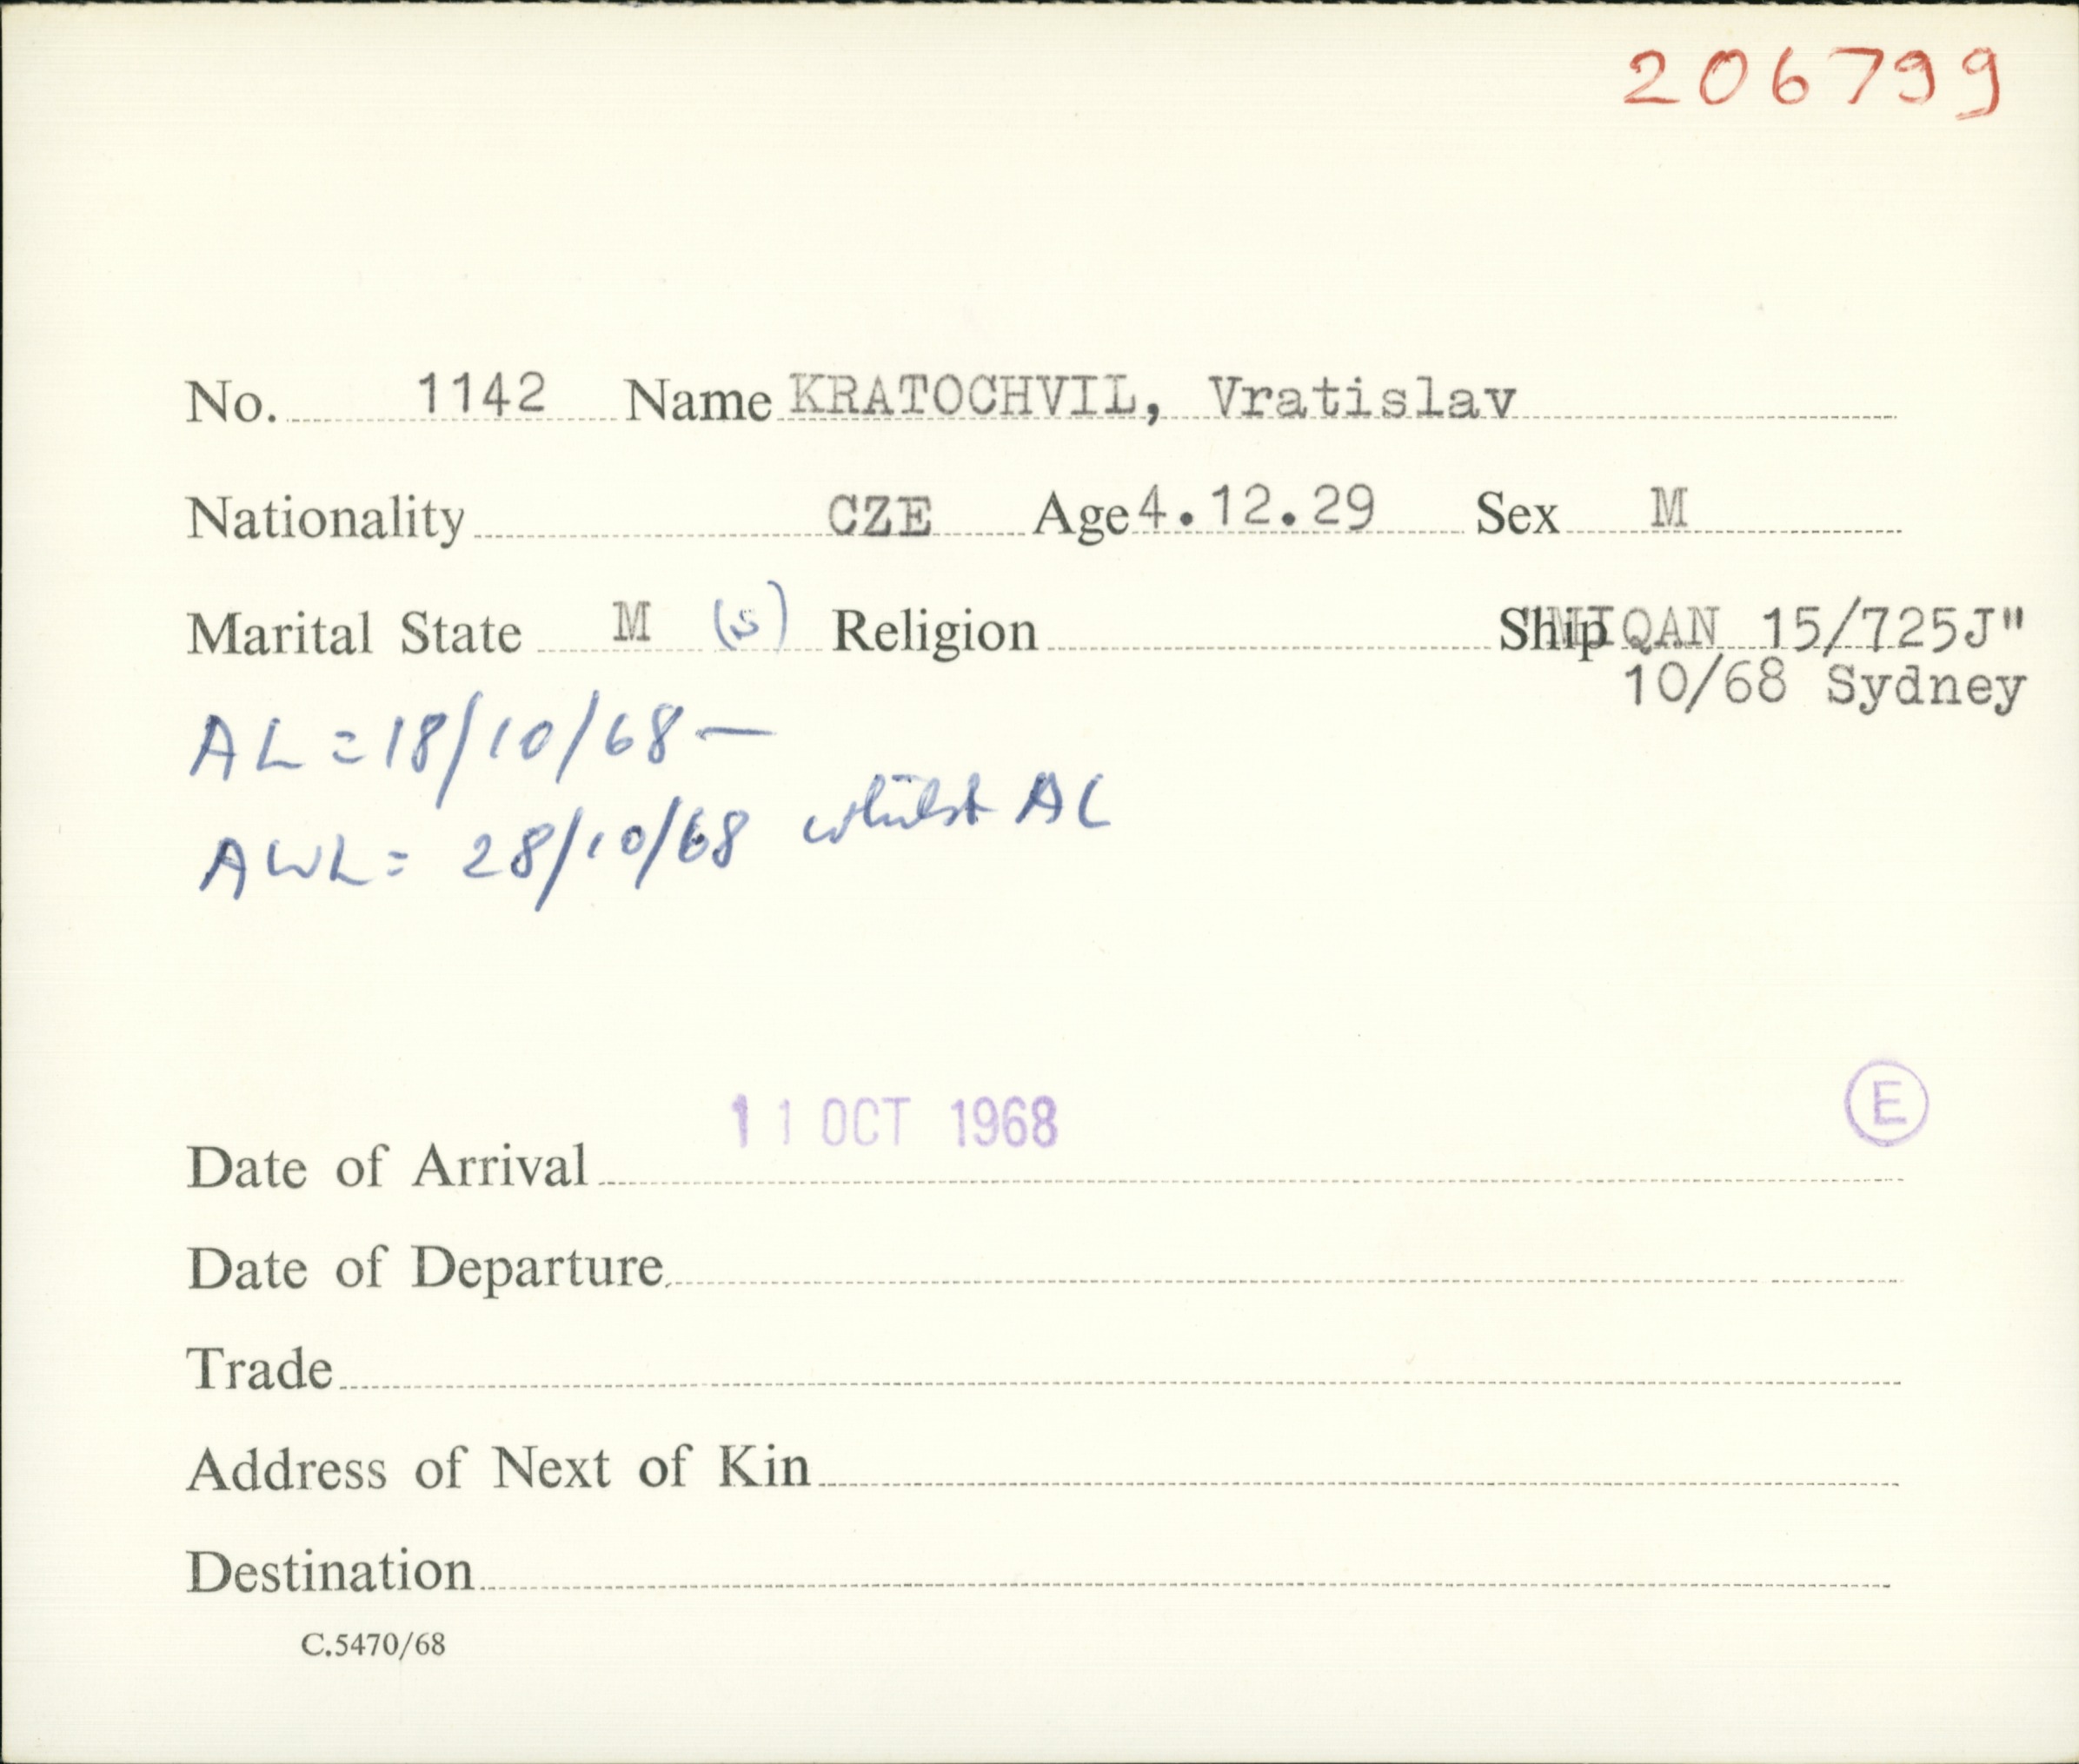 206799
No. 1142 Name KRATOCHVIL, Vratislav
Nationality CZE Age 4.12.29 Sex M
Marital State M (s) Religion Ship "MIQAN 15/725J"
10/68 Sydney
AL = 18/10/68 —
AWL = 28/10/68 whilst AL
11 OCT 1968 E
Date of Arrival
Date of Departure
Trade
Address of Next of Kin
Destination
C.5470/68